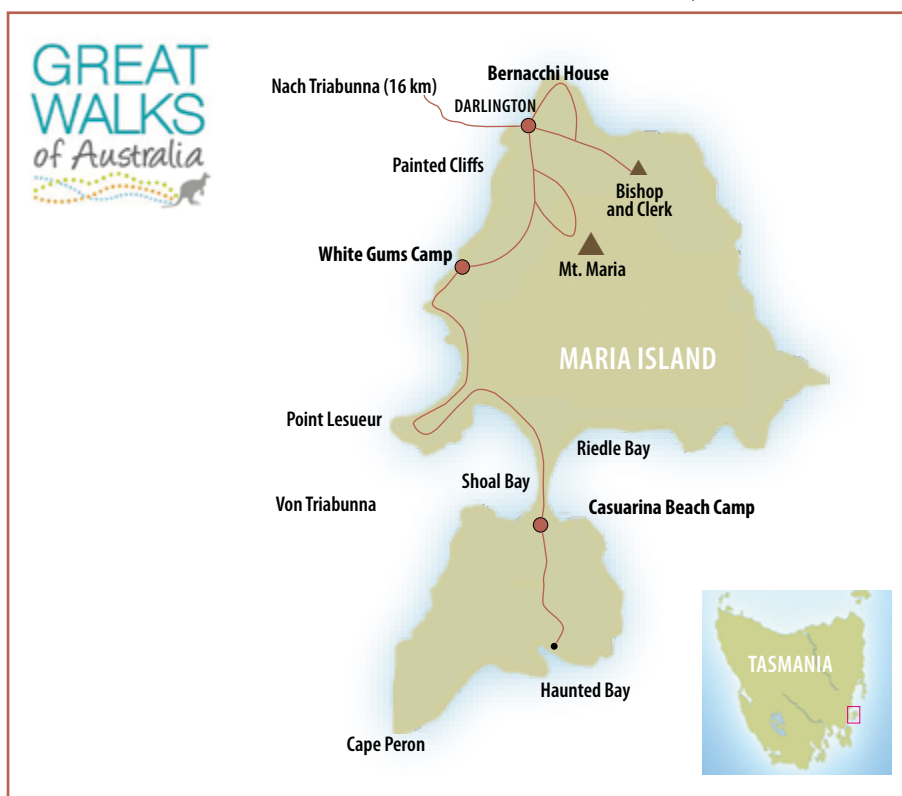 GREAT
WALKS
of Australia
Bernacchi House
Nach Triabunna (16 km)
DARLINGTON
Painted Cliffs
Bishop
and Clerk
White Gums Camp
Mt. Maria
MARIA ISLAND
Point Lesueur
Riedle Bay
Shoal Bay
Von Triabunna
Casuarina Beach Camp
TASMANIA
Haunted Bay
Cape Peron